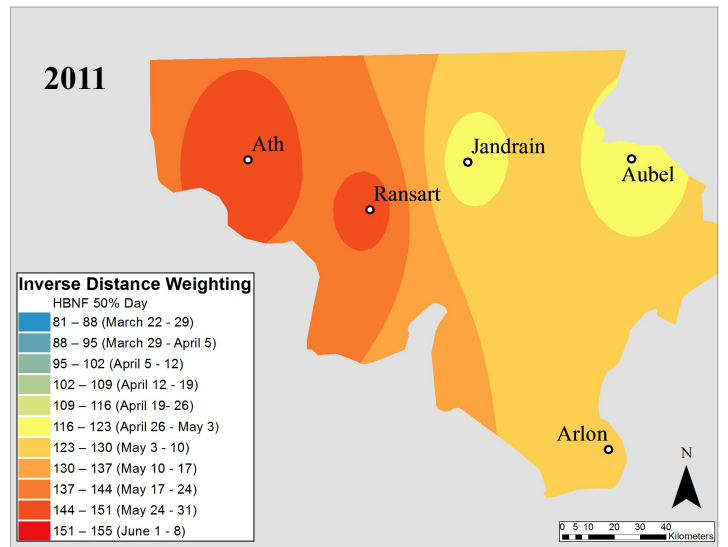 2011
Ath
Jandrain
Aubel
Ransart
Inverse Distance Weighting
HBNF 50% Day
81 – 88 (March 22 - 29)
88 – 95 (March 29 - April 5)
95 – 102 (April 5 - 12)
102 – 109 (April 12 - 19)
109 – 116 (April 19- 26)
116 – 123 (April 26 - May 3)
123 – 130 (May 3 - 10)
130 – 137 (May 10 - 17)
137 – 144 (May 17 - 24)
144 – 151 (May 24 - 31)
151 – 155 (June 1 - 8)
Arlon
N
0 5 10 20 30 40
Kilometers